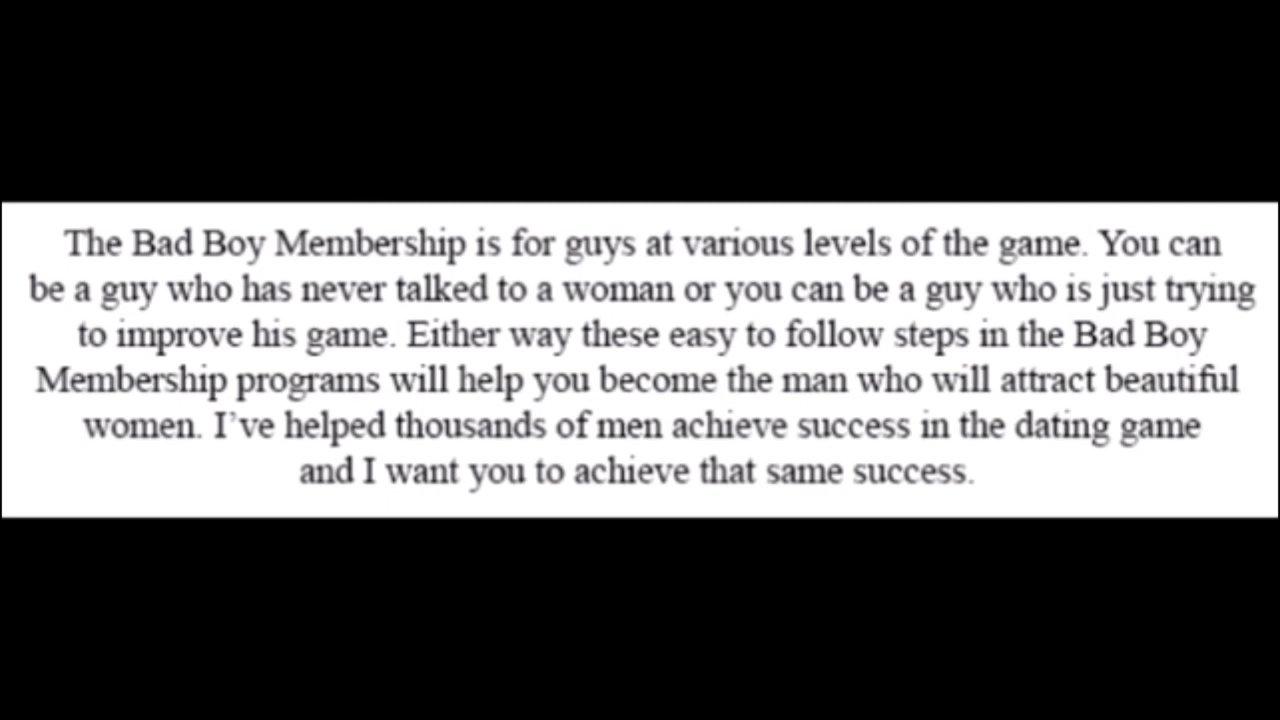 The Bad Boy Membership is for guys at various levels of the game. You can
be a guy who has never talked to a woman or you can be a guy who is just trying
to improve his game. Either way these easy to follow steps in the Bad Boy
Membership programs will help you become the man who will attract beautiful
women. I’ve helped thousands of men achieve success in the dating game
and I want you to achieve that same success.